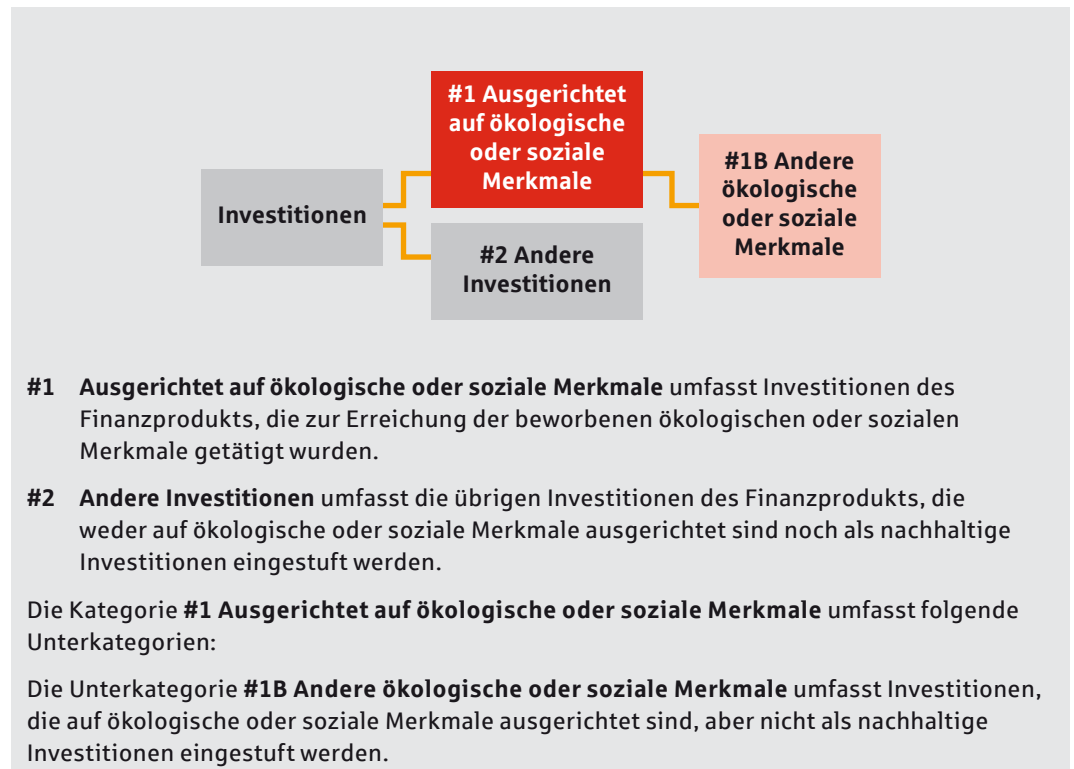 #1 Ausgerichtet
auf ökologische
oder soziale
Merkmale
#1B Andere
ökologische
oder soziale
Merkmale
Investitionen
#2 Andere
Investitionen
#1 Ausgerichtet auf ökologische oder soziale Merkmale umfasst Investitionen des
Finanzprodukts, die zur Erreichung der beworbenen ökologischen oder sozialen
Merkmale getätigt wurden.
#2 Andere Investitionen umfasst die übrigen Investitionen des Finanzprodukts, die
weder auf ökologische oder soziale Merkmale ausgerichtet sind noch als nachhaltige
Investitionen eingestuft werden.
Die Kategorie #1 Ausgerichtet auf ökologische oder soziale Merkmale umfasst folgende
Unterkategorien:
Die Unterkategorie #1B Andere ökologische oder soziale Merkmale umfasst Investitionen,
die auf ökologische oder soziale Merkmale ausgerichtet sind, aber nicht als nachhaltige
Investitionen eingestuft werden.